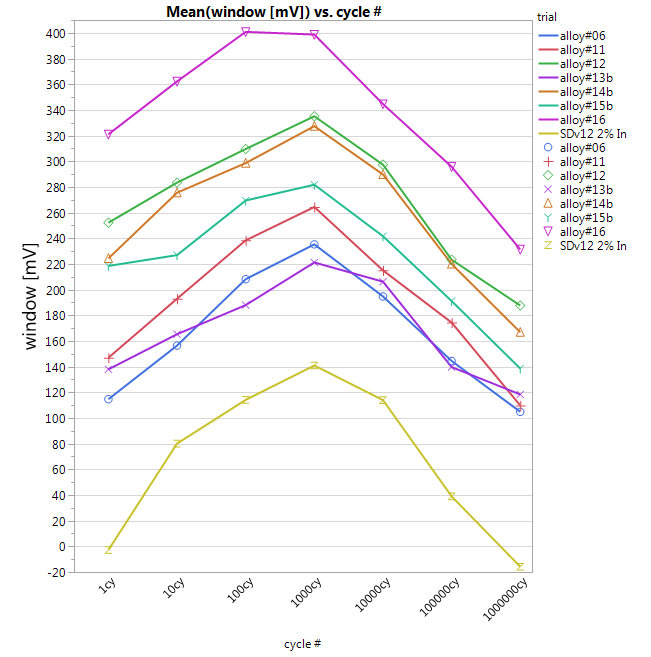 Mean(window [mV]) vs. cycle #
trial
alloy#06
alloy#11
alloy#12
alloy#13b
alloy#14b
alloy#15b
alloy#16
SDv12 2% In
alloy#06
alloy#11
alloy#12
alloy#13b
alloy#14b
alloy#15b
alloy#16
SDv12 2% In
window [mV]
400
380
360
340
320
300
280
260
240
220
200
180
160
140
120
100
80
60
40
20
0
-20
1cy
10cy
100cy
1000cy
10000cy
100000cy
1000000cy
cycle #